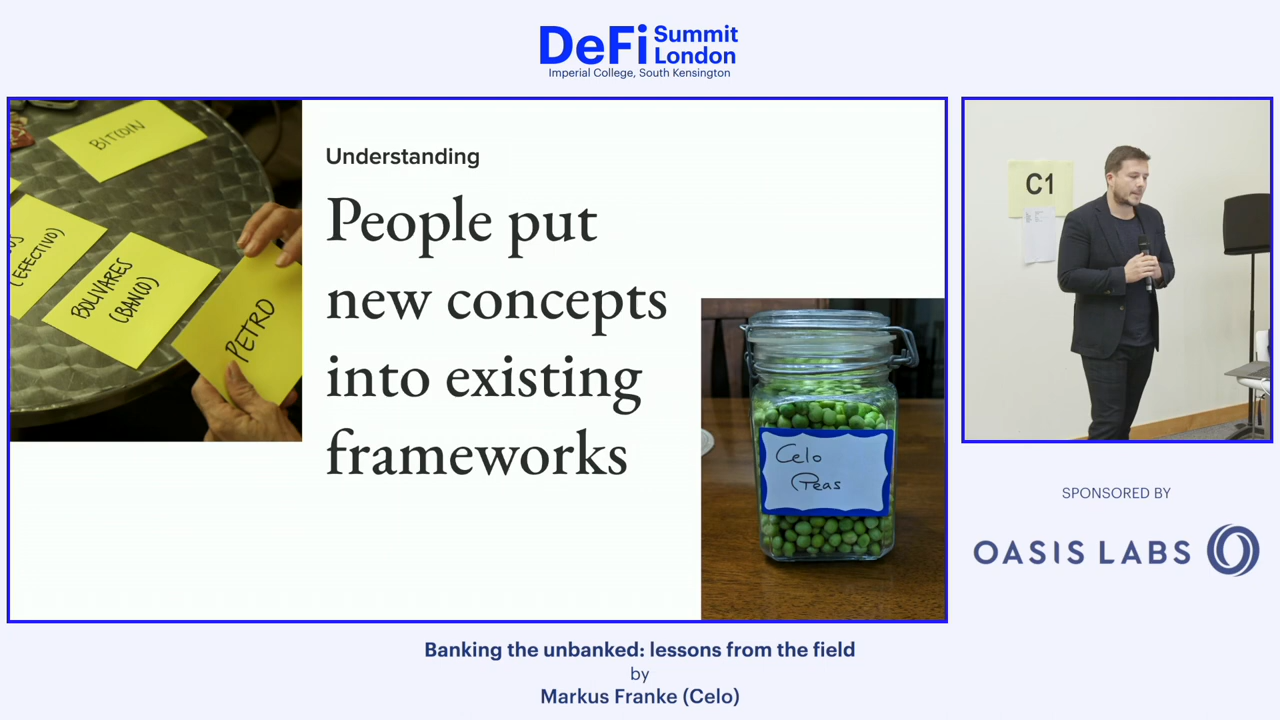 DeFi Summit
London
Imperial College, South Kensington
BITCOIN
(EFECTIVO)
BOLIVARES
(BANCO)
PETRO
Understanding
People put
new concepts
into existing
frameworks
Celo
Peas
C1
SPONSORED BY
OASIS LABS
Banking the unbanked: lessons from the field
by
Markus Franke (Celo)